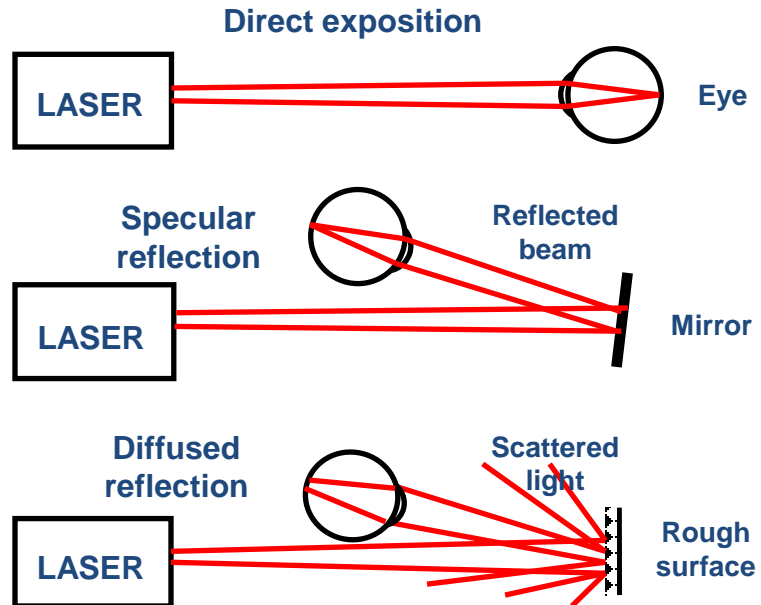 Direct exposition
LASER
Eye
Specular
reflection
Reflected
beam
LASER
Mirror
Diffused
reflection
Scattered
light
LASER
Rough
surface